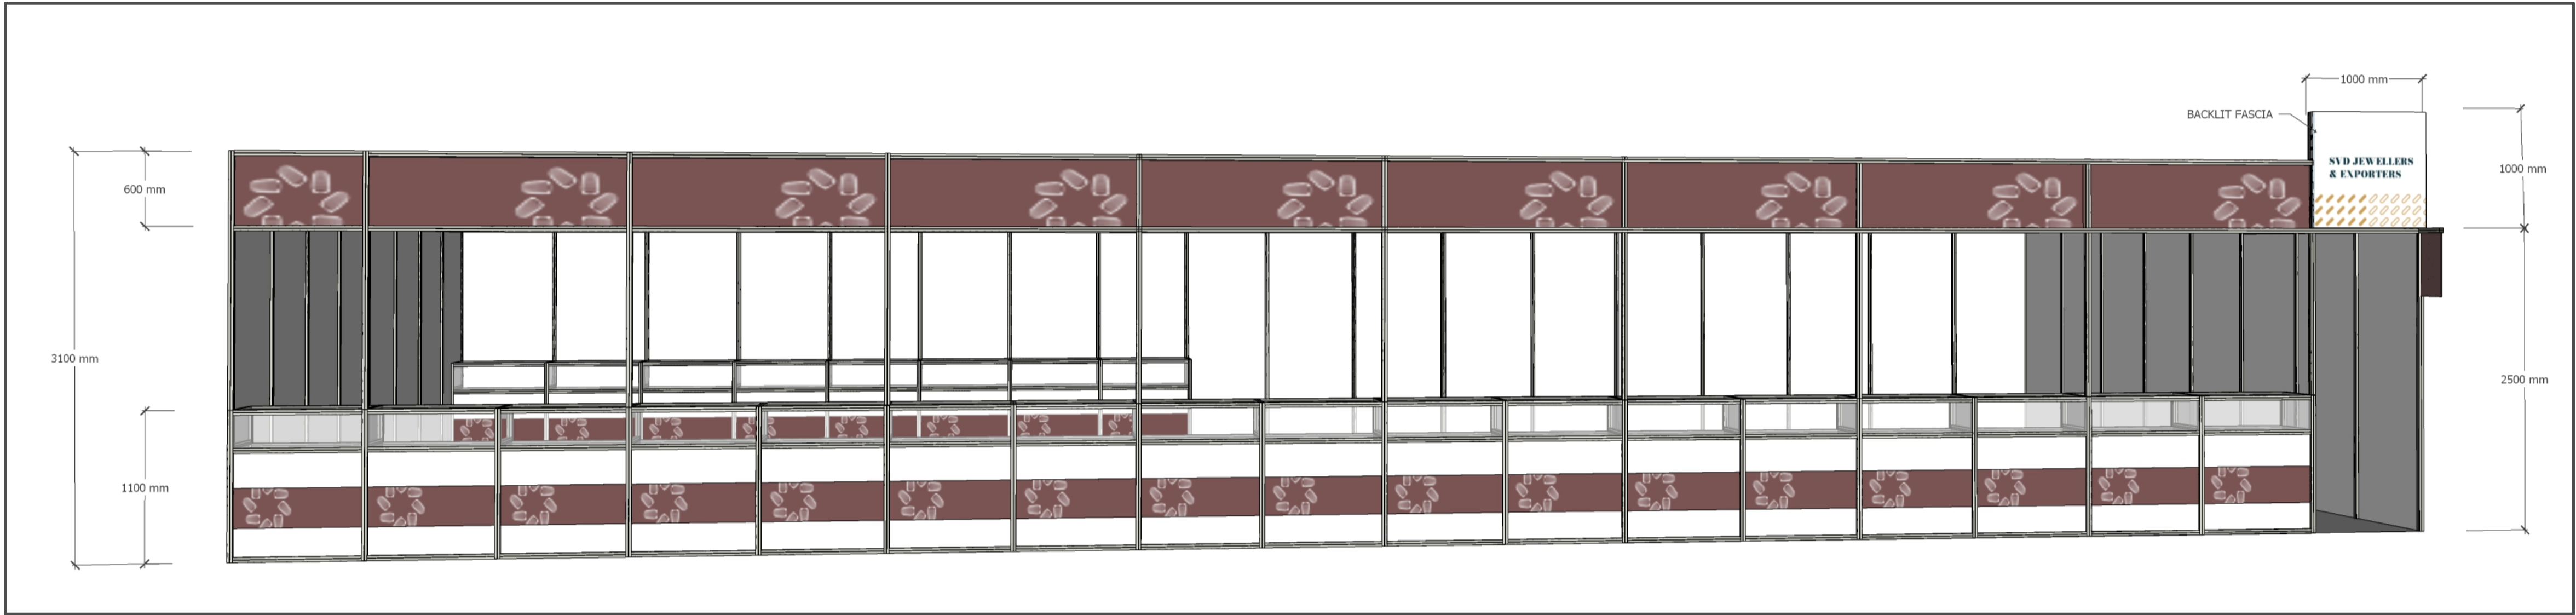 1000 mm
BACKLIT FASCIA
SVD JEWELLERS
& EXPORTERS
1000 mm
600 mm
3100 mm
2500 mm
1100 mm